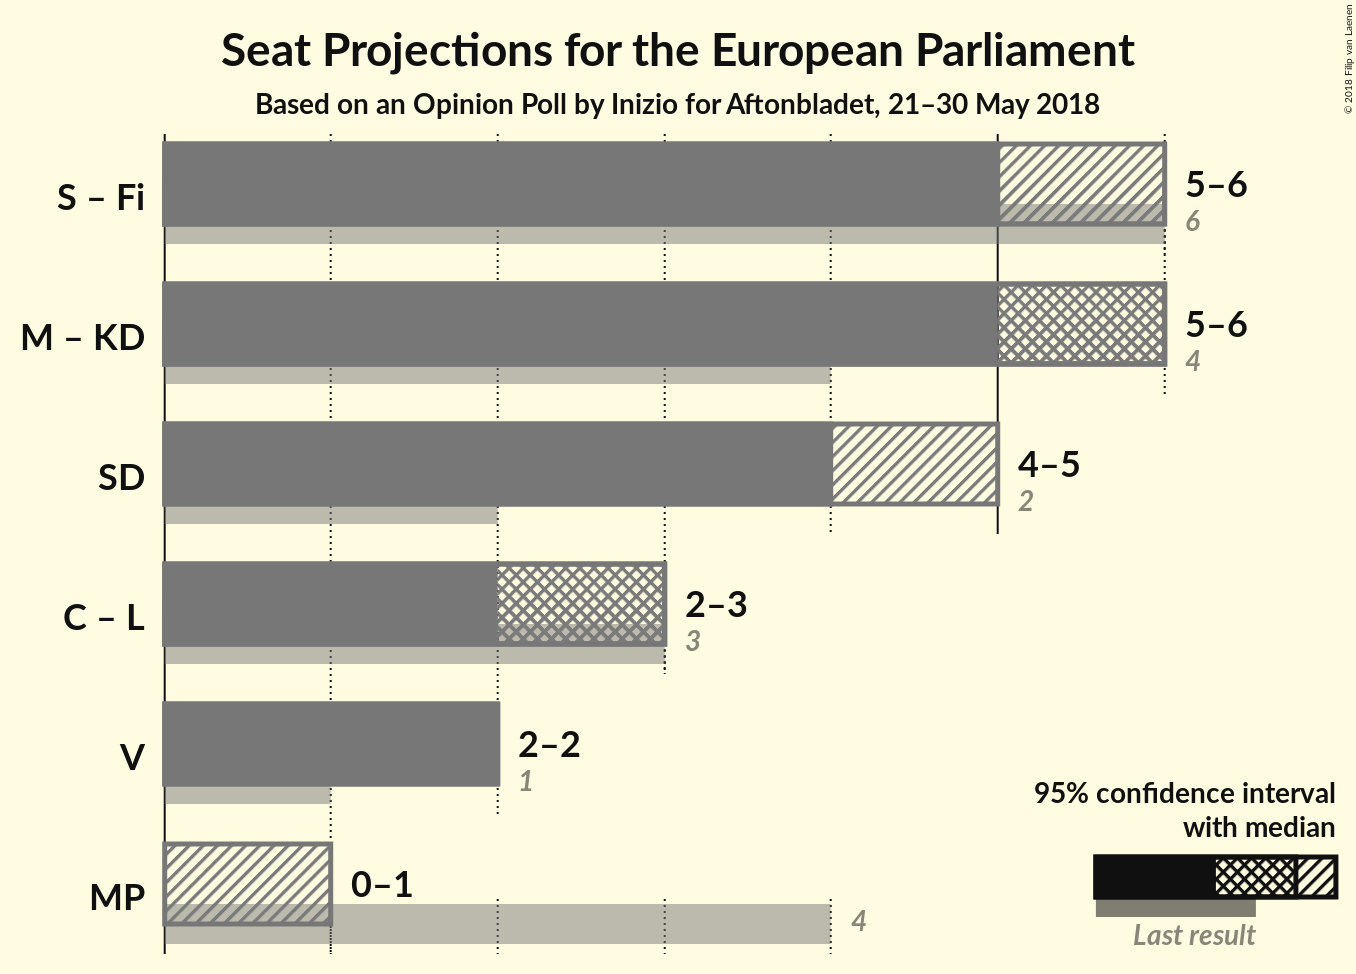 Seat Projections for the European Parliament
Based on an Opinion Poll by Inizio for Aftonbladet, 21–30 May 2018
© 2018 Filip van Laenen
S – Fi
5–6
6
M – KD
5–6
4
SD
4–5
2
C – L
2–3
3
V
2–2
1
MP
0–1
4
95% confidence interval
with median
Last result